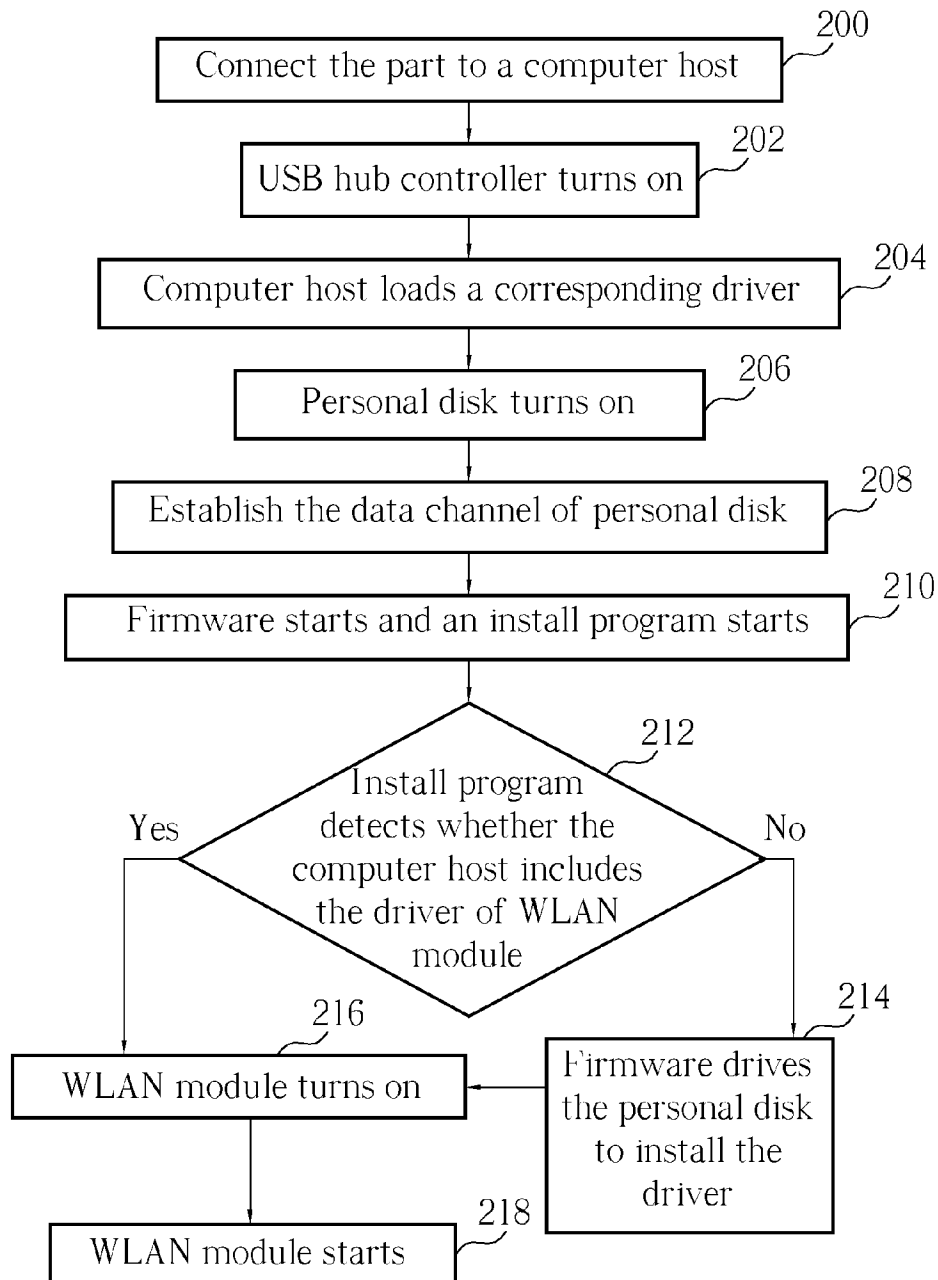 200
Connect the part to a computer host
202
USB hub controller turns on
204
Computer host loads a corresponding driver
206
Personal disk turns on
208
Establish the data channel of personal disk
210
Firmware starts and an install program starts
212
Install program
detects whether the
computer host includes
the driver of WLAN
module
Yes
No
214
Firmware drives
the personal disk
to install the
driver
216
WLAN module turns on
218
WLAN module starts